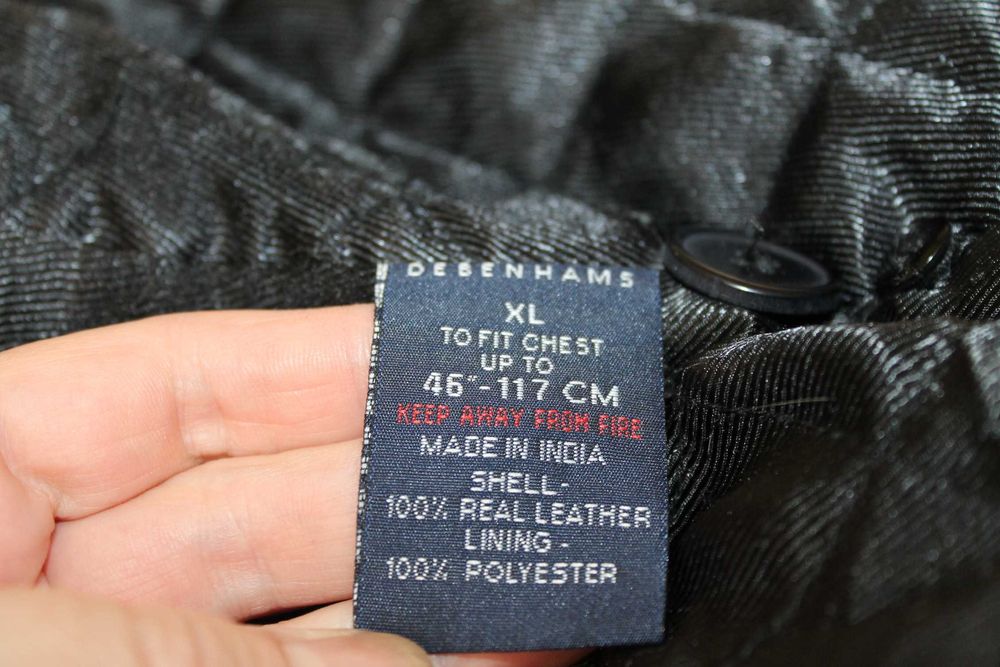 DEBENHAMS
XL
TO FIT CHEST
UP TO
46"-117 CM
KEEP AWAY FROM FIRE
MADE IN INDIA
SHELL-
100% REAL LEATHER
LINING-
100% POLYESTER